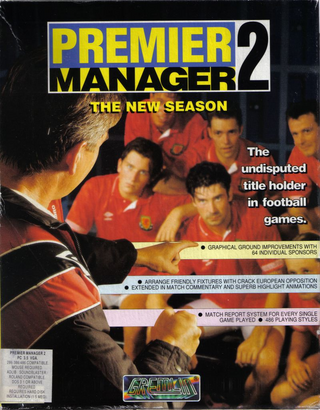 PREMIER
MANAGER 2
THE NEW SEASON
The
undisputed
title holder
in football
games.
● GRAPHICAL GROUND IMPROVEMENTS WITH
64 INDIVIDUAL SPONSORS
● ARRANGE FRIENDLY FIXTURES WITH CRACK EUROPEAN OPPOSITION
● EXTENDED IN MATCH COMMENTARY AND SUPERB HIGHLIGHT ANIMATIONS
● MATCH REPORT SYSTEM FOR EVERY SINGLE
GAME PLAYED ● 486 PLAYING STYLES
PREMIER MANAGER 2
PC 3.5 VGA
MOUSE REQUIRED
GREMLIN